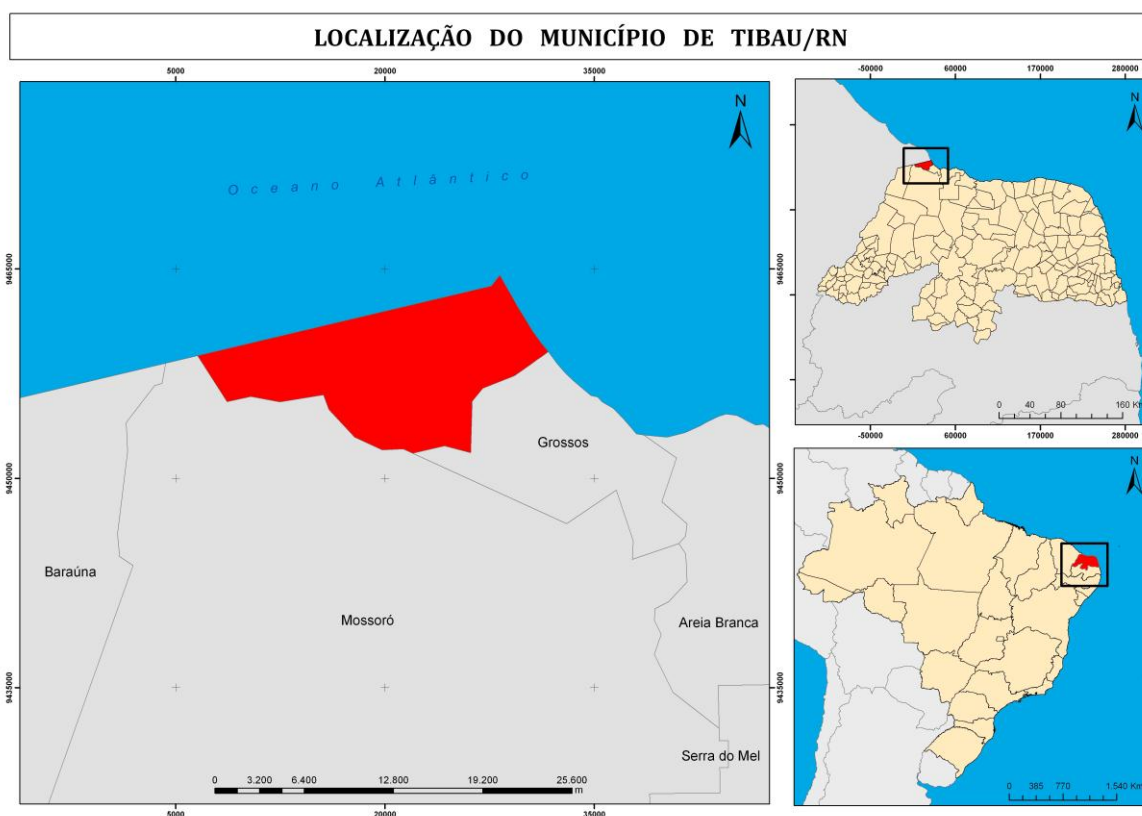 LOCALIZAÇÃO DO MUNICÍPIO DE TIBAU/RN
5000 20000 35000
N
Oceano Atlântico
9465000 9465000
Grossos
9450000 9450000
Baraúna
Mossoró
Areia Branca
9435000 9435000
Serra do Mel
0 3.200 6.400 12.800 19.200 25.600
m
5000 20000 35000
-50000 60000 170000 280000
N
0 40 80 160 Km
-50000 60000 170000 280000
N
0 385 770 1.540 Km